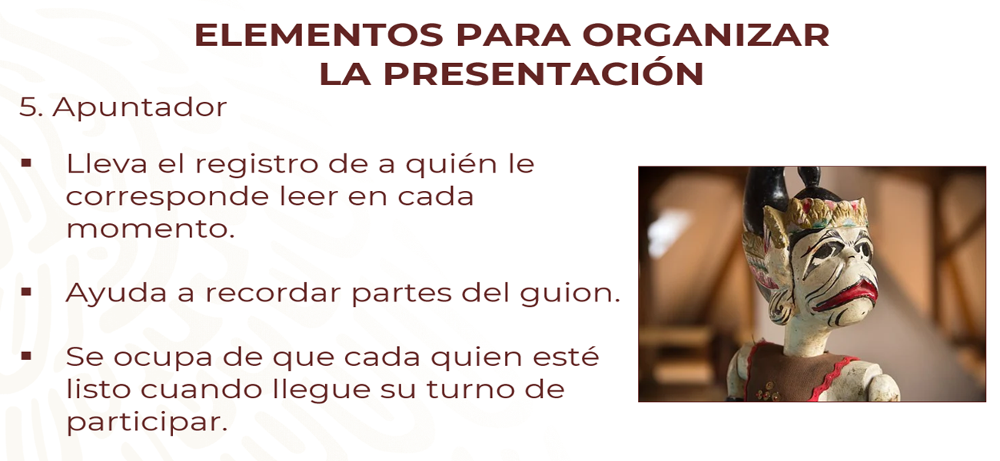 ELEMENTOS PARA ORGANIZAR
LA PRESENTACIÓN
5. Apuntador
▪ Lleva el registro de a quién le
corresponde leer en cada
momento.
▪ Ayuda a recordar partes del guion.
▪ Se ocupa de que cada quien esté
listo cuando llegue su turno de
participar.